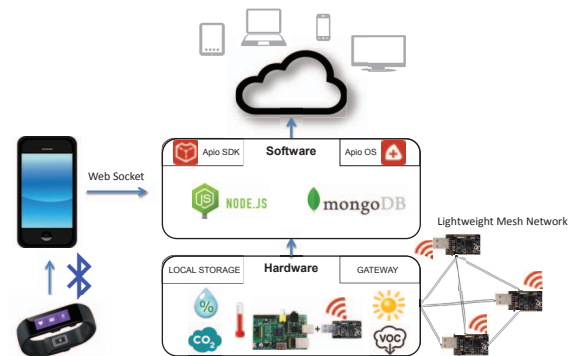 Apio SDK
Software
Apio OS
Web Socket
JS
NODE.JS
mongoDB
Lightweight Mesh Network
LOCAL STORAGE
Hardware
GATEWAY
%
+
CO2
VOC